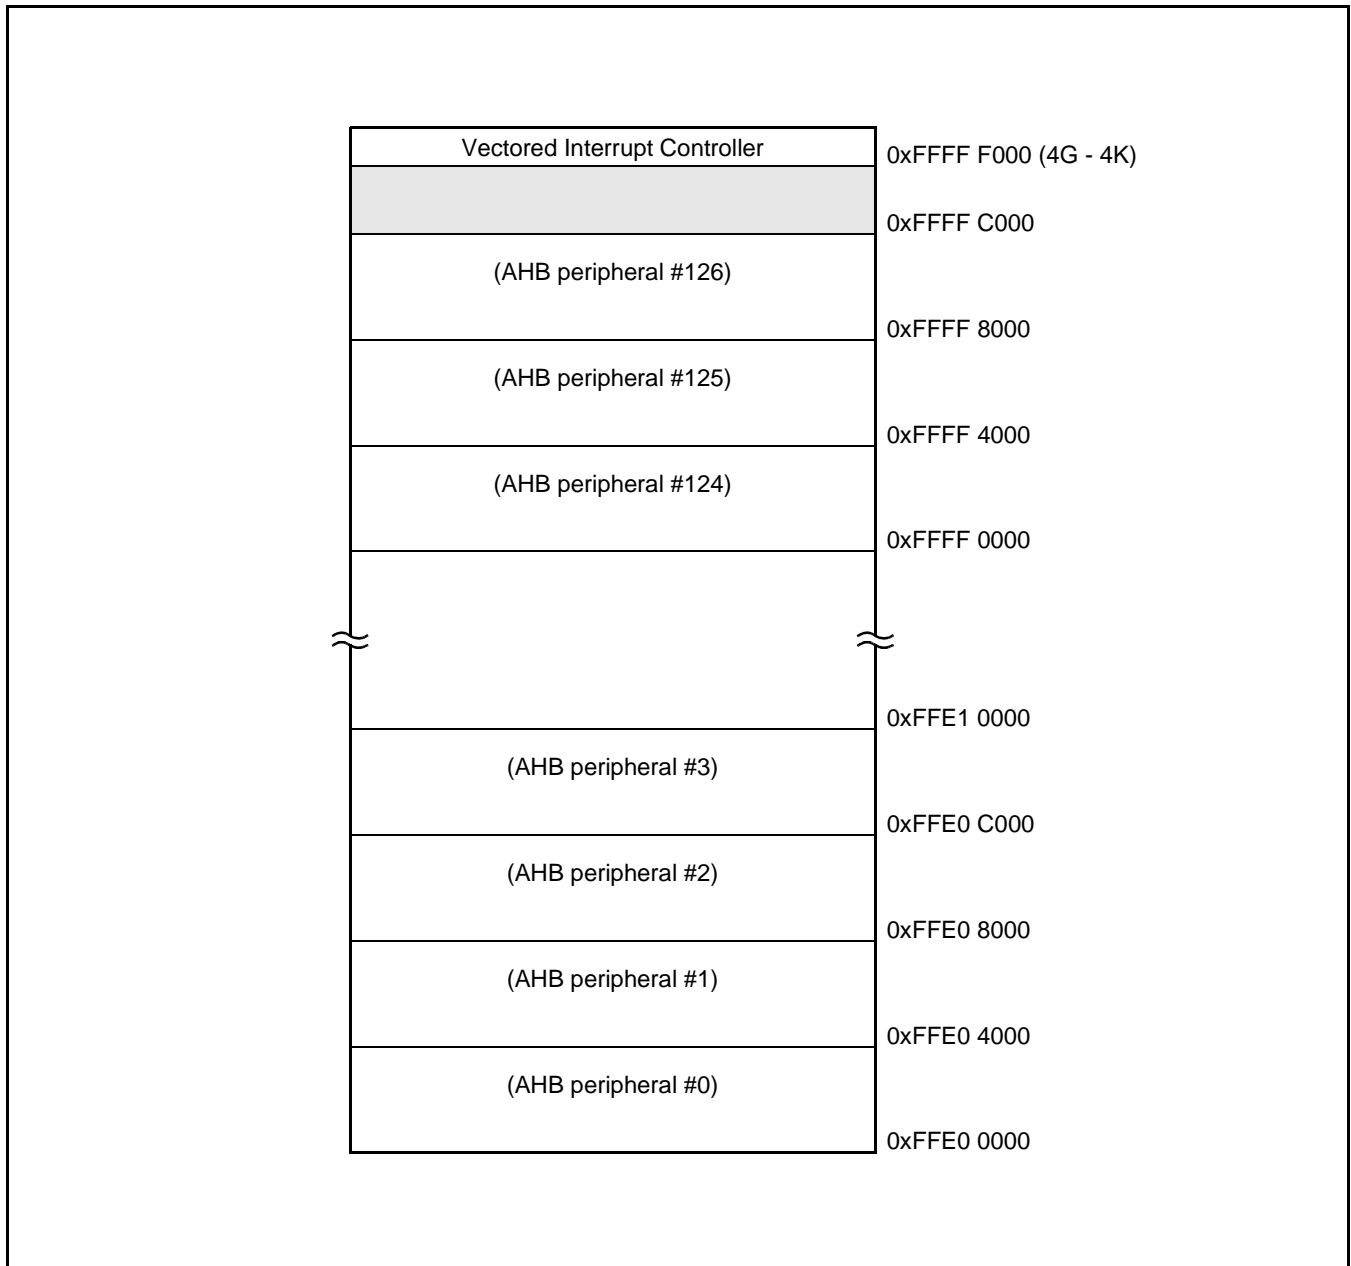 Vectored Interrupt Controller
0xFFFF F000 (4G - 4K)
0xFFFF C000
(AHB peripheral #126)
0xFFFF 8000
(AHB peripheral #125)
0xFFFF 4000
(AHB peripheral #124)
0xFFFF 0000
0xFFE1 0000
(AHB peripheral #3)
0xFFE0 C000
(AHB peripheral #2)
0xFFE0 8000
(AHB peripheral #1)
0xFFE0 4000
(AHB peripheral #0)
0xFFE0 0000